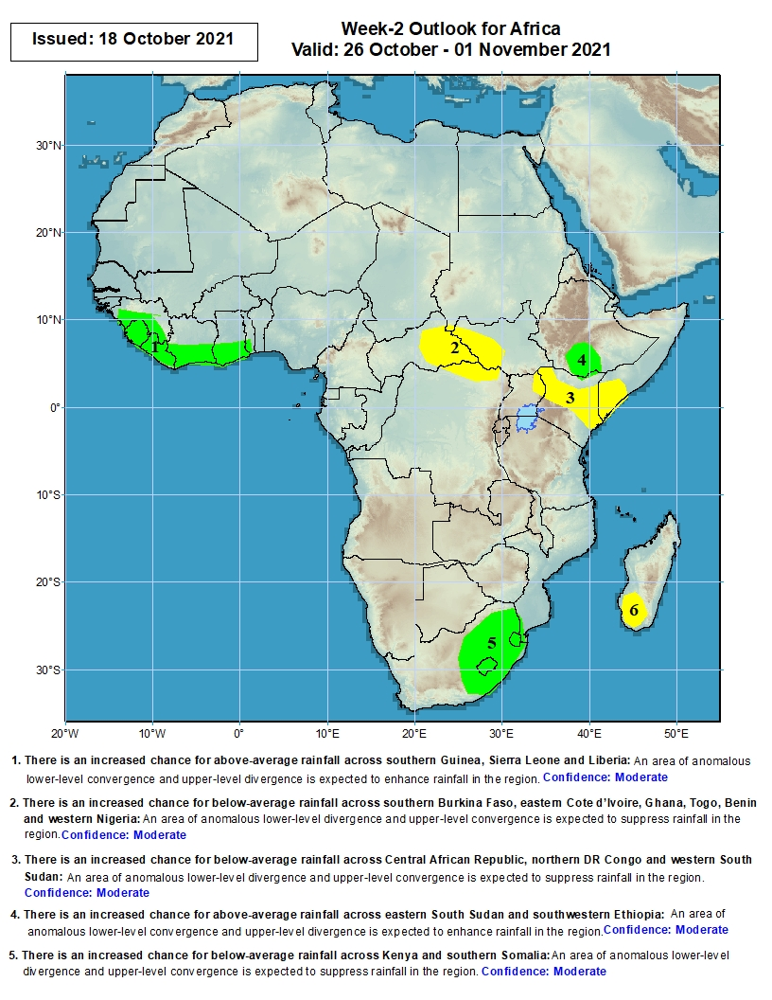 Issued: 18 October 2021
Week-2 Outlook for Africa
Valid: 26 October - 01 November 2021
30°N
20°N
10°N
0°
10°S
20°S
30°S
1
2
3
4
5
6
20°W 10°W 0° 10°E 20°E 30°E 40°E 50°E
1. There is an increased chance for above-average rainfall across southern Guinea, Sierra Leone and Liberia: An area of anomalous
lower-level convergence and upper-level divergence is expected to enhance rainfall in the region. Confidence: Moderate
2. There is an increased chance for below-average rainfall across southern Burkina Faso, eastern Cote d'Ivoire, Ghana, Togo, Benin
and western Nigeria: An area of anomalous lower-level divergence and upper-level convergence is expected to suppress rainfall in the
region. Confidence: Moderate
3. There is an increased chance for below-average rainfall across Central African Republic, northern DR Congo and western South
Sudan: An area of anomalous lower-level divergence and upper-level convergence is expected to suppress rainfall in the region.
Confidence: Moderate
4. There is an increased chance for above-average rainfall across eastern South Sudan and southwestern Ethiopia: An area of
anomalous lower-level convergence and upper-level divergence is expected to enhance rainfall in the region. Confidence: Moderate
5. There is an increased chance for below-average rainfall across Kenya and southern Somalia: An area of anomalous lower-level
divergence and upper-level convergence is expected to suppress rainfall in the region. Confidence: Moderate